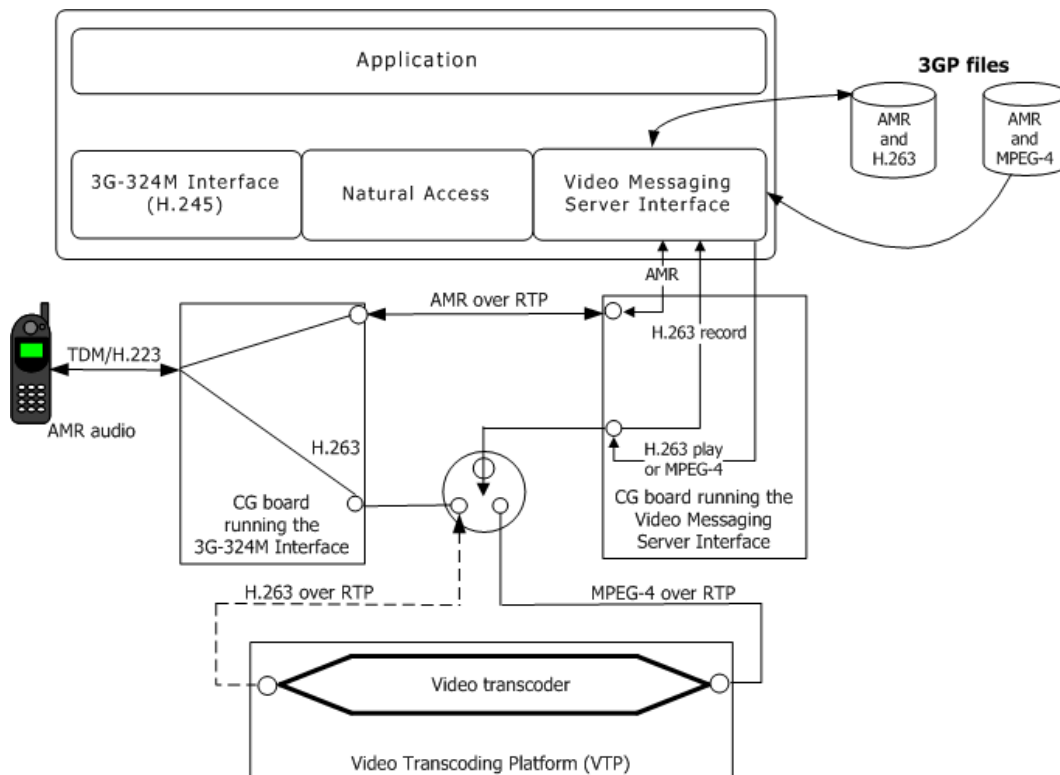 Application
3GP files
AMR
and
H.263
AMR
and
MPEG-4
3G-324M Interface
(H.245)
Natural Access
Video Messaging
Server Interface
AMR
AMR over RTP
H.263 record
TDM/H.223
AMR audio
H.263
H.263 play
or MPEG-4
CG board
running the
3G-324M Interface
CG board running the
Video Messaging
Server Interface
H.263 over RTP
MPEG-4 over RTP
Video transcoder
Video Transcoding Platform (VTP)